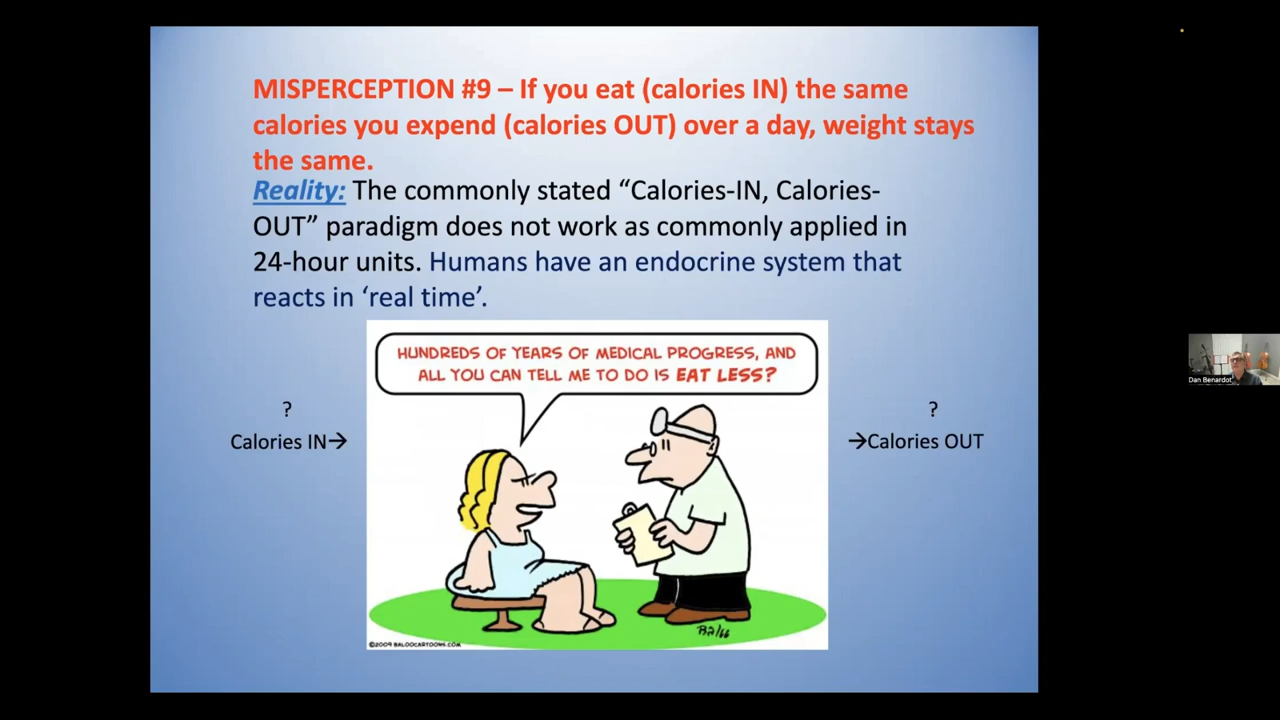 MISPERCEPTION #9 – If you eat (calories IN) the same
calories you expend (calories OUT) over a day, weight stays
the same.
Reality: The commonly stated “Calories-IN, Calories-
OUT” paradigm does not work as commonly applied in
24-hour units. Humans have an endocrine system that
reacts in ‘real time’.
HUNDREDS OF YEARS OF MEDICAL PROGRESS, AND
ALL YOU CAN TELL ME TO DO IS EAT LESS?
?
Calories IN→
?
→Calories OUT
Dan Benardot
©2009 BALOOCARTOONS.COM